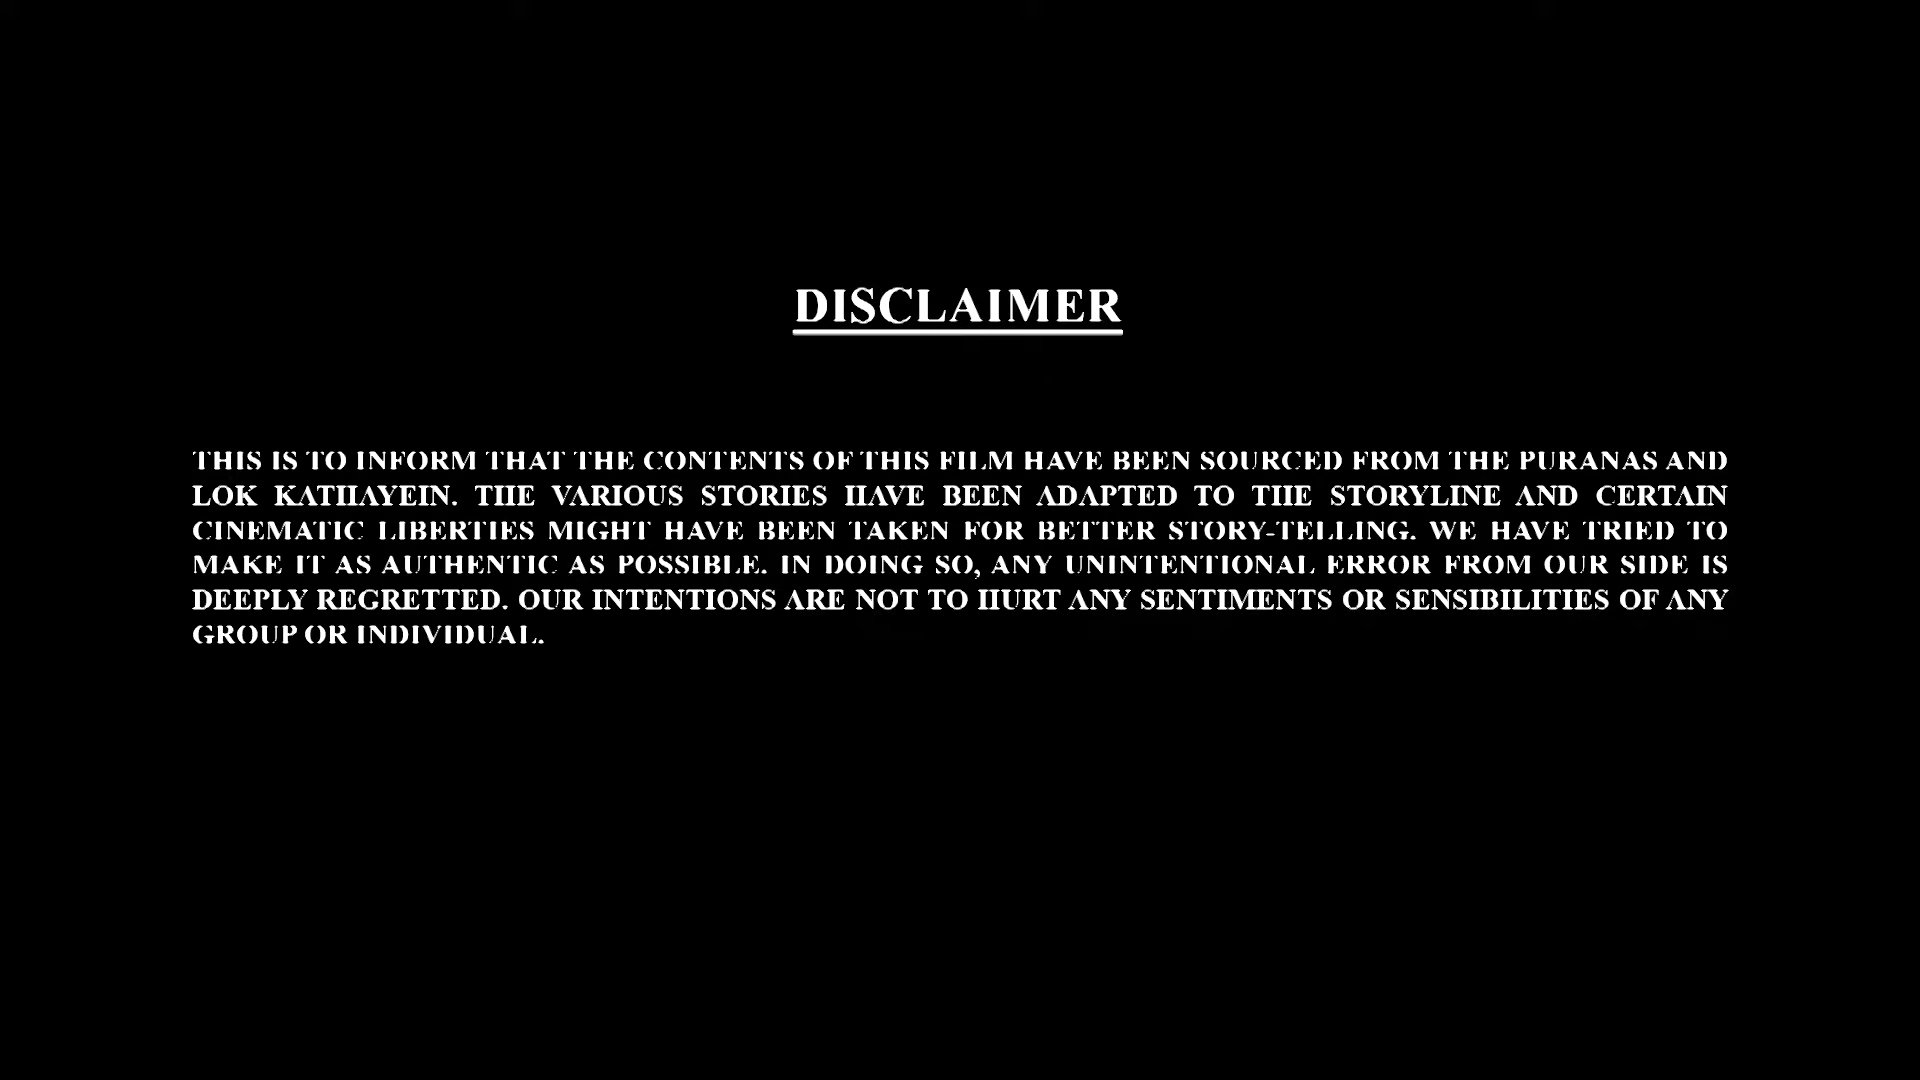 DISCLAIMER
THIS IS TO INFORM THAT THE CONTENTS OF THIS FILM HAVE BEEN SOURCED FROM THE PURANAS AND
LOK KATHAYEIN. THE VARIOUS STORIES HAVE BEEN ADAPTED TO THE STORYLINE AND CERTAIN
CINEMATIC LIBERTIES MIGHT HAVE BEEN TAKEN FOR BETTER STORY-TELLING. WE HAVE TRIED TO
MAKE IT AS AUTHENTIC AS POSSIBLE. IN DOING SO, ANY UNINTENTIONAL ERROR FROM OUR SIDE IS
DEEPLY REGRETTED. OUR INTENTIONS ARE NOT TO HURT ANY SENTIMENTS OR SENSIBILITIES OF ANY
GROUP OR INDIVIDUAL.